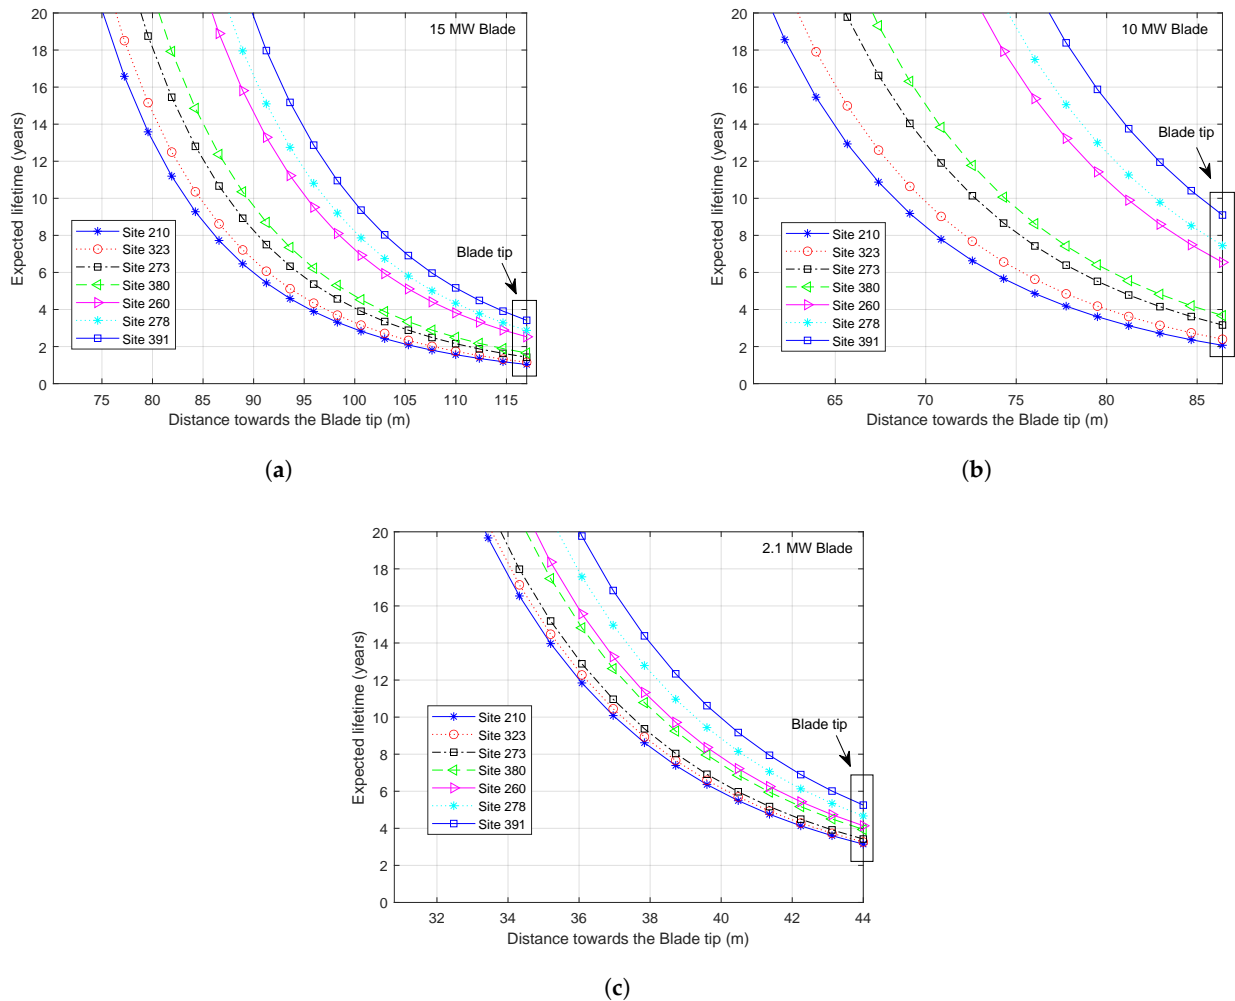 20
18
16
14
12
10
8
6
4
2
0
Expected lifetime (years)
15 MW Blade
Blade tip
Site 210
Site 323
Site 273
Site 380
Site 260
Site 278
Site 391
75 80 85 90 95 100 105 110 115
Distance towards the Blade tip (m)
(a)
20
18
16
14
12
10
8
6
4
2
0
Expected lifetime (years)
10 MW Blade
Blade tip
Site 210
Site 323
Site 273
Site 380
Site 260
Site 278
Site 391
65 70 75 80 85
Distance towards the Blade tip (m)
(b)
20
18
16
14
12
10
8
6
4
2
0
Expected lifetime (years)
2.1 MW Blade
Blade tip
Site 210
Site 323
Site 273
Site 380
Site 260
Site 278
Site 391
32 34 36 38 40 42 44
Distance towards the Blade tip (m)
(c)